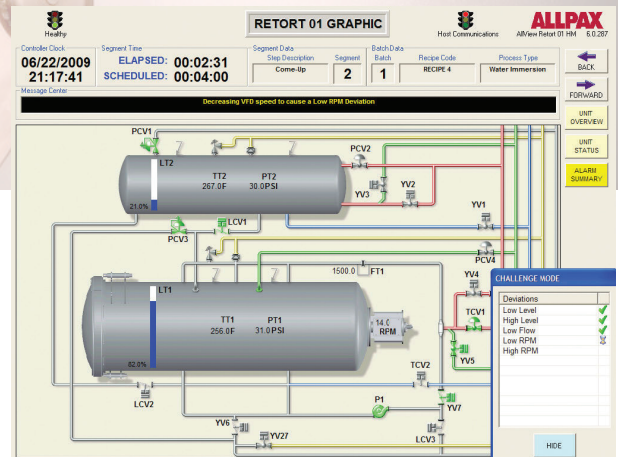 ALLPAX
Healthy
RETORT 01 GRAPHIC
Host Communications
AllView Retort 01 HM 6.0.287
Controller Clock
06/22/2009
21:17:41
Segment Time
ELAPSED: 00:02:31
SCHEDULED: 00:04:00
Segment Data
Step Description
Segment
Come-Up
2
Batch Data
Batch
Recipe Code
Process Type
1
RECIPE 4
Water Immersion
BACK
FORWARD
UNIT OVERVIEW
UNIT STATUS
ALARM SUMMARY
Message Center
Decreasing VFD speed to cause a Low RPM Deviation
PCV1
LT2
TT2
267.0F
PT2
30.0PSI
21.0%
PCV2
YV3
YV2
YV1
LCV1
PCV3
PCV4
1500.0
FT1
LT1
TT1
256.0F
PT1
31.0PSI
14.0
RPM
82.0%
YV4
TCV1
YV5
TCV2
LCV2
P1
YV7
YV6
YV27
LCV3
CHALLENGE MODE
Deviations
Low Level
High Level
Low Flow
Low RPM
High RPM
HIDE